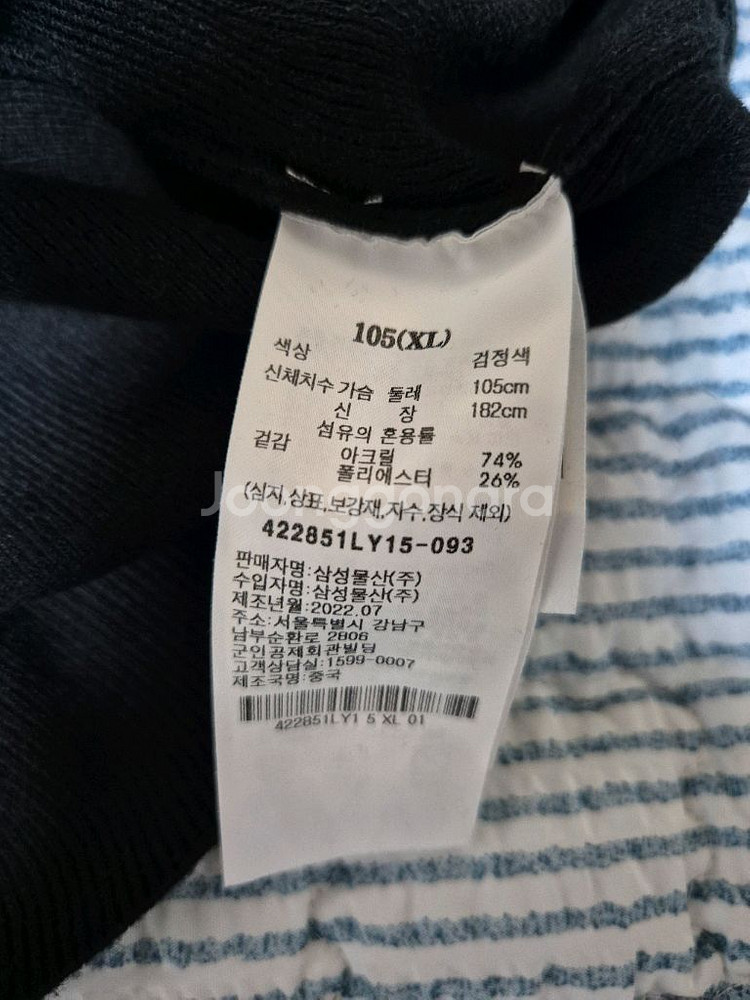 105(XL)
색상 검정색
신체치수 가슴 둘레 105cm
신 장 182cm
섬유의 혼용률
겉감 아크릴 74%
폴리에스터 26%
(심지,상표,보강재,자수,장식 제외)
Joonggonara
422851LY15-093
판매자명:삼성물산(주)
수입자명:삼성물산(주)
제조년월:2022.07
주소:서울특별시 강남구
남부순환로 2806
군인공제회관빌딩
고객상담실:1599-0007
제조국명:중국
422851LY1 5 XL 01